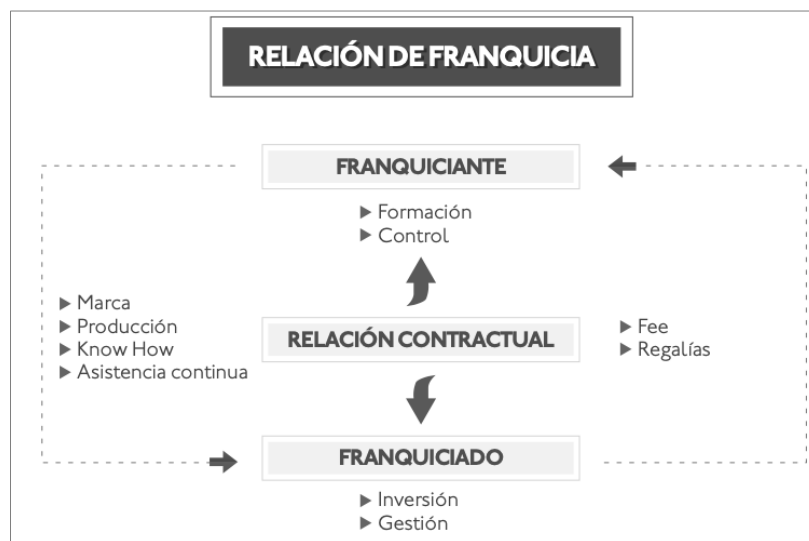 RELACIÓN DE FRANQUICIA
FRANQUICIANTE
Formación
Control
Marca
Producción
Know How
Asistencia continua
RELACIÓN CONTRACTUAL
Fee
Regalías
FRANQUICIADO
Inversión
Gestión